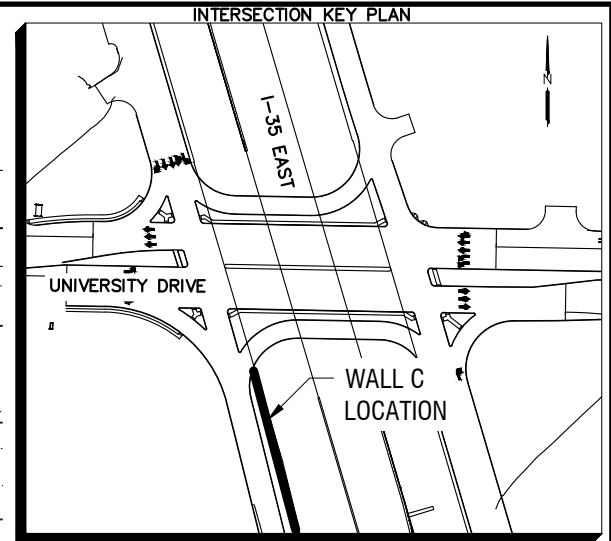 INTERSECTION KEY PLAN
N
I-35 EAST
UNIVERSITY DRIVE
WALL C
LOCATION